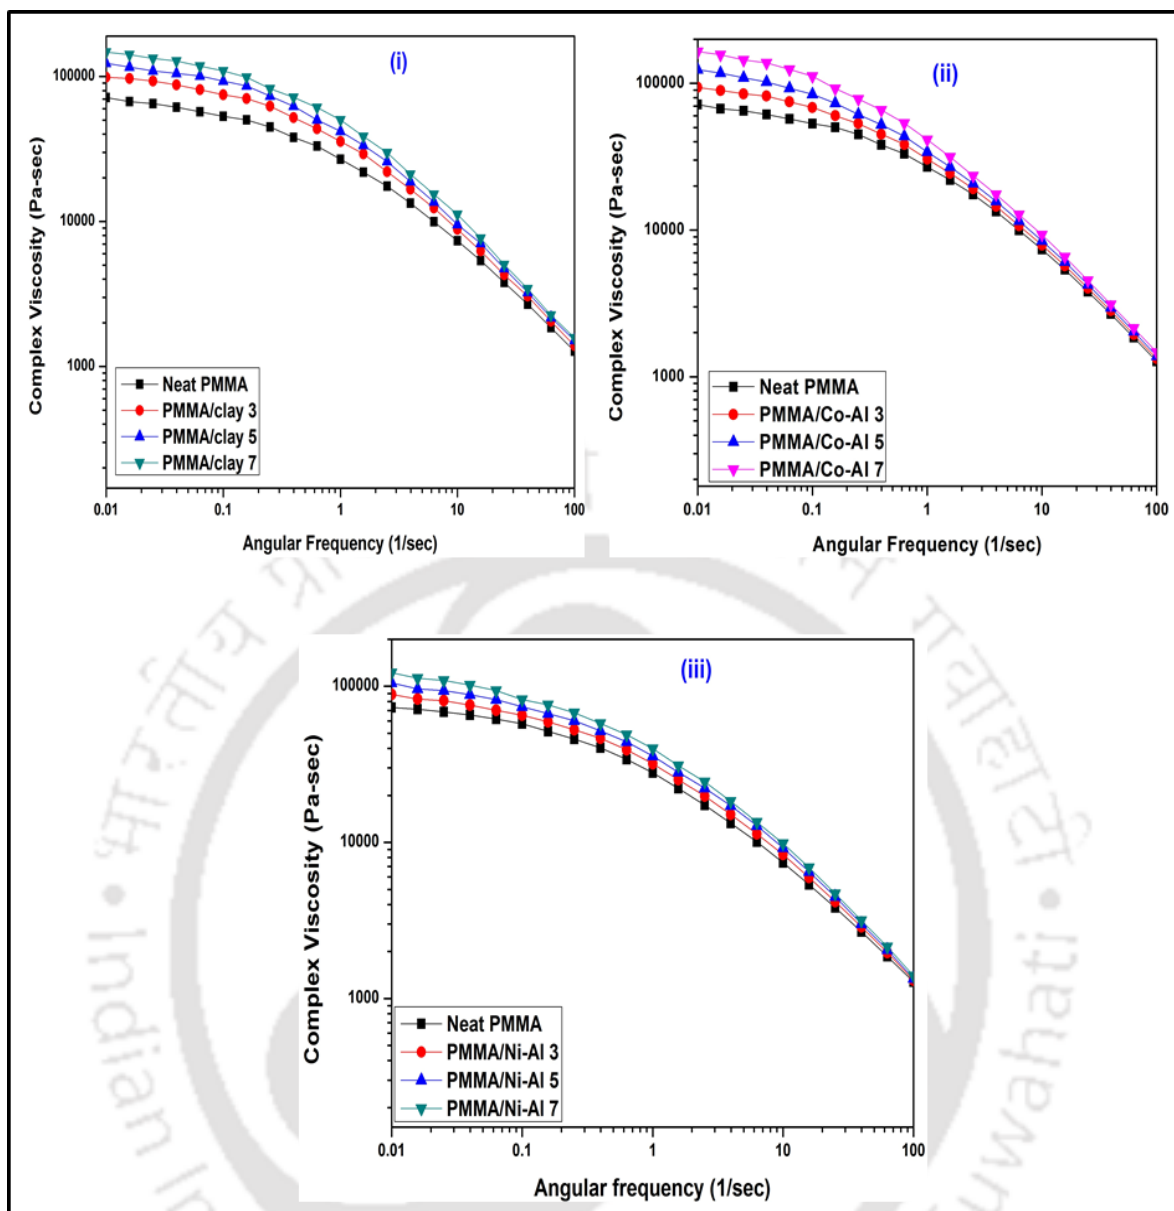 (i)
Complex Viscosity (Pa-sec)
100000
10000
1000
Neat PMMA
PMMA/clay 3
PMMA/clay 5
PMMA/clay 7
0.01 0.1 1 10 100
Angular Frequency (1/sec)
(ii)
Complex Viscosity (Pa-sec)
100000
10000
1000
Neat PMMA
PMMA/Co-Al 3
PMMA/Co-Al 5
PMMA/Co-Al 7
0.01 0.1 1 10 100
Angular Frequency (1/sec)
(iii)
Complex Viscosity (Pa-sec)
100000
10000
1000
Neat PMMA
PMMA/Ni-Al 3
PMMA/Ni-Al 5
PMMA/Ni-Al 7
0.01 0.1 1 10 100
Angular frequency (1/sec)
भारतीय
Indian In
uwahati